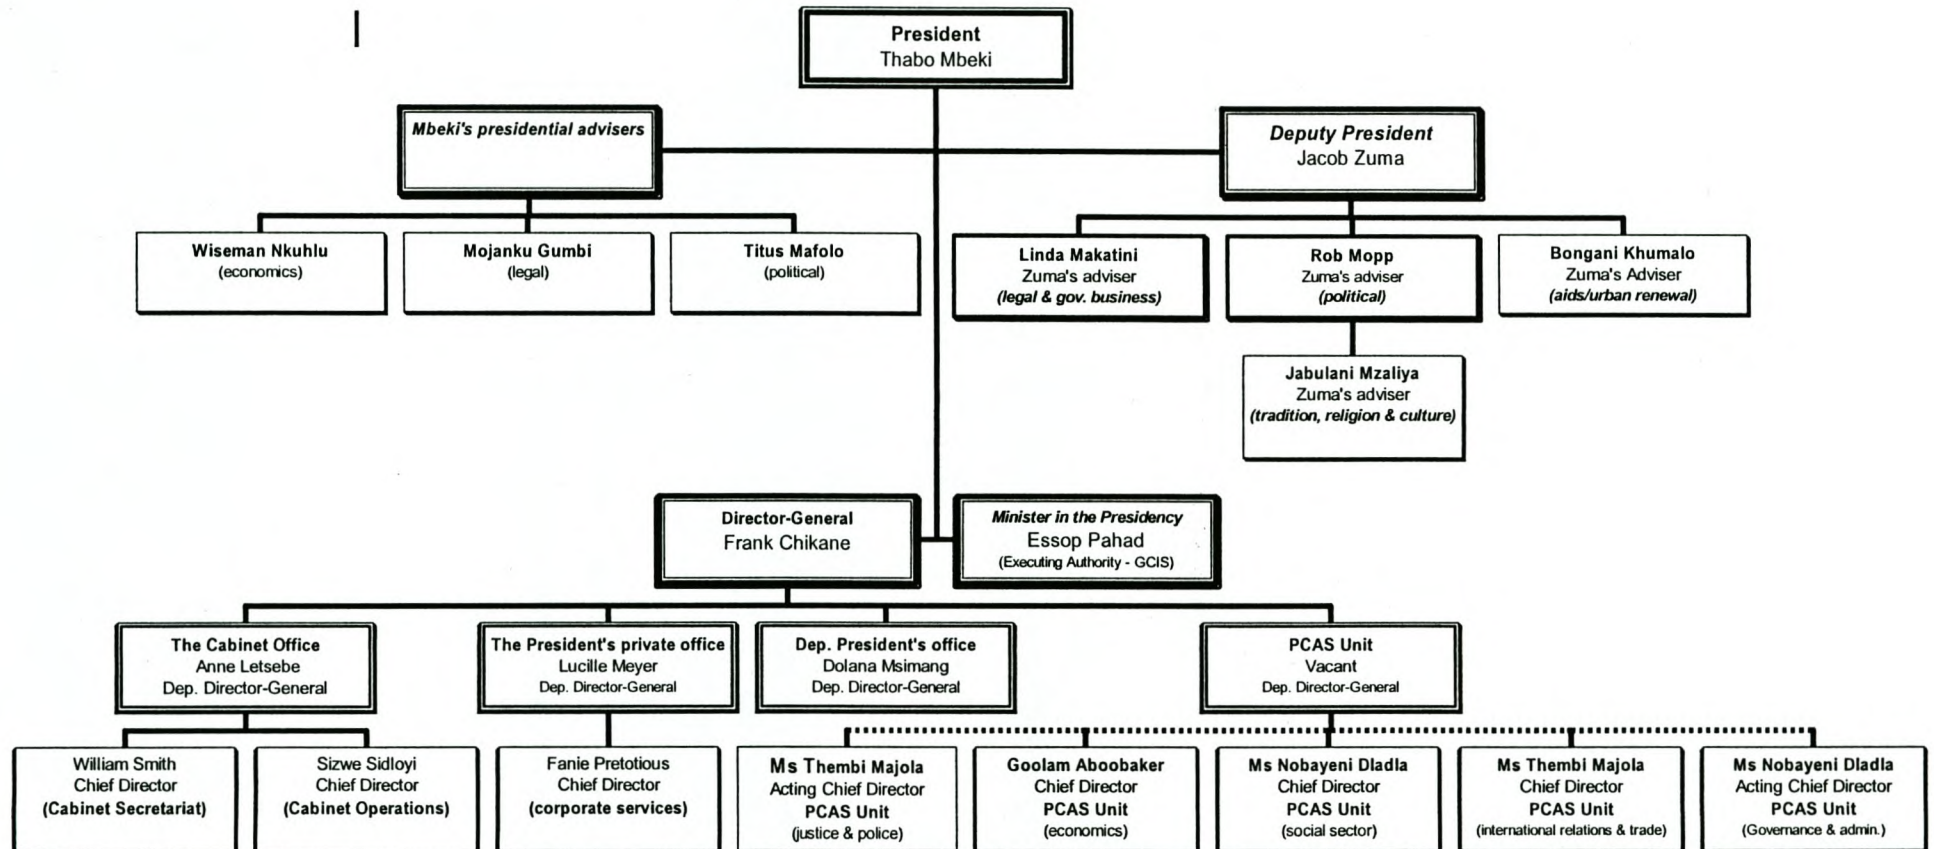 President
Thabo Mbeki
Mbeki's presidential advisers
Deputy President
Jacob Zuma
Wiseman Nkuhlu
(economics)
Mojanku Gumbi
(legal)
Titus Mafolo
(political)
Linda Makatini
Zuma's adviser
(legal & gov. business)
Rob Mopp
Zuma's adviser
(political)
Bongani Khumalo
Zuma's Adviser
(aids/urban renewal)
Jabulani Mzaliya
Zuma's adviser
(tradition, religion & culture)
Director-General
Frank Chikane
Minister in the Presidency
Essop Pahad
(Executing Authority - GCIS)
The Cabinet Office
Anne Letsebe
Dep. Director-General
The President's private office
Lucille Meyer
Dep. Director-General
Dep. President's office
Dolana Msimang
Dep. Director-General
PCAS Unit
Vacant
Dep. Director-General
William Smith
Chief Director
(Cabinet Secretariat)
Sizwe Sidloyi
Chief Director
(Cabinet Operations)
Fanie Pretotious
Chief Director
(corporate services)
Ms Thembi Majola
Acting Chief Director
PCAS Unit
(justice & police)
Goolam Aboobaker
Chief Director
PCAS Unit
(economics)
Ms Nobayeni Dladla
Chief Director
PCAS Unit
(social sector)
Ms Thembi Majola
Chief Director
PCAS Unit
(international relations & trade)
Ms Nobayeni Dladla
Acting Chief Director
PCAS Unit
(Governance & admin.)